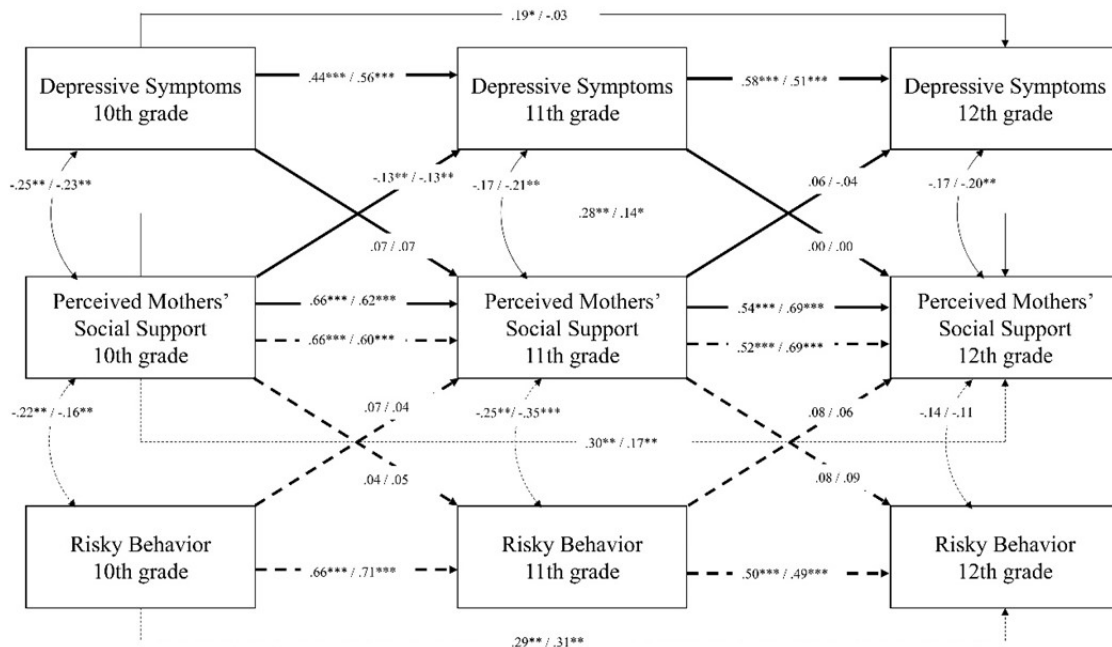 .19* / -.03
Depressive Symptoms
10th grade
.44*** / .56***
Depressive Symptoms
11th grade
.58*** / .51***
Depressive Symptoms
12th grade
-.25** / -.23**
-.13** / -.13**
-.17 / -.21**
.06 / -.04
-.17 / -.20**
.28** / .14*
.07 / .07
.00 / .00
Perceived Mothers'
Social Support
10th grade
.66*** / .62***
.66*** / .60***
Perceived Mothers'
Social Support
11th grade
.54*** / .69***
.52*** / .69***
Perceived Mothers'
Social Support
12th grade
-.22** / -.16**
.07 / .04
-.25** / -.35***
.08 / .06
-.14 / -.11
.30** / .17**
.04 / .05
.08 / .09
Risky Behavior
10th grade
.66*** / .71***
Risky Behavior
11th grade
.50*** / .49***
Risky Behavior
12th grade
.29** / .31**